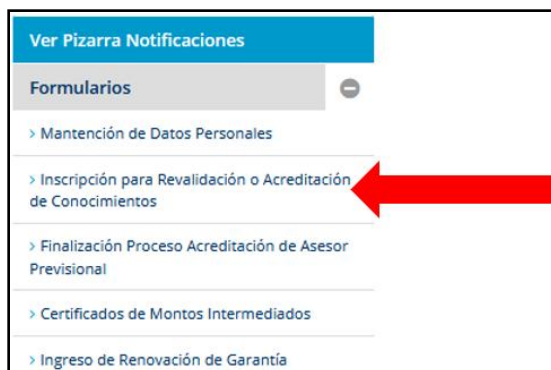 Ver Pizarra Notificaciones
Formularios
> Mantención de Datos Personales
> Inscripción para Revalidación o Acreditación
de Conocimientos
> Finalización Proceso Acreditación de Asesor
Previsional
> Certificados de Montos Intermediados
> Ingreso de Renovación de Garantía